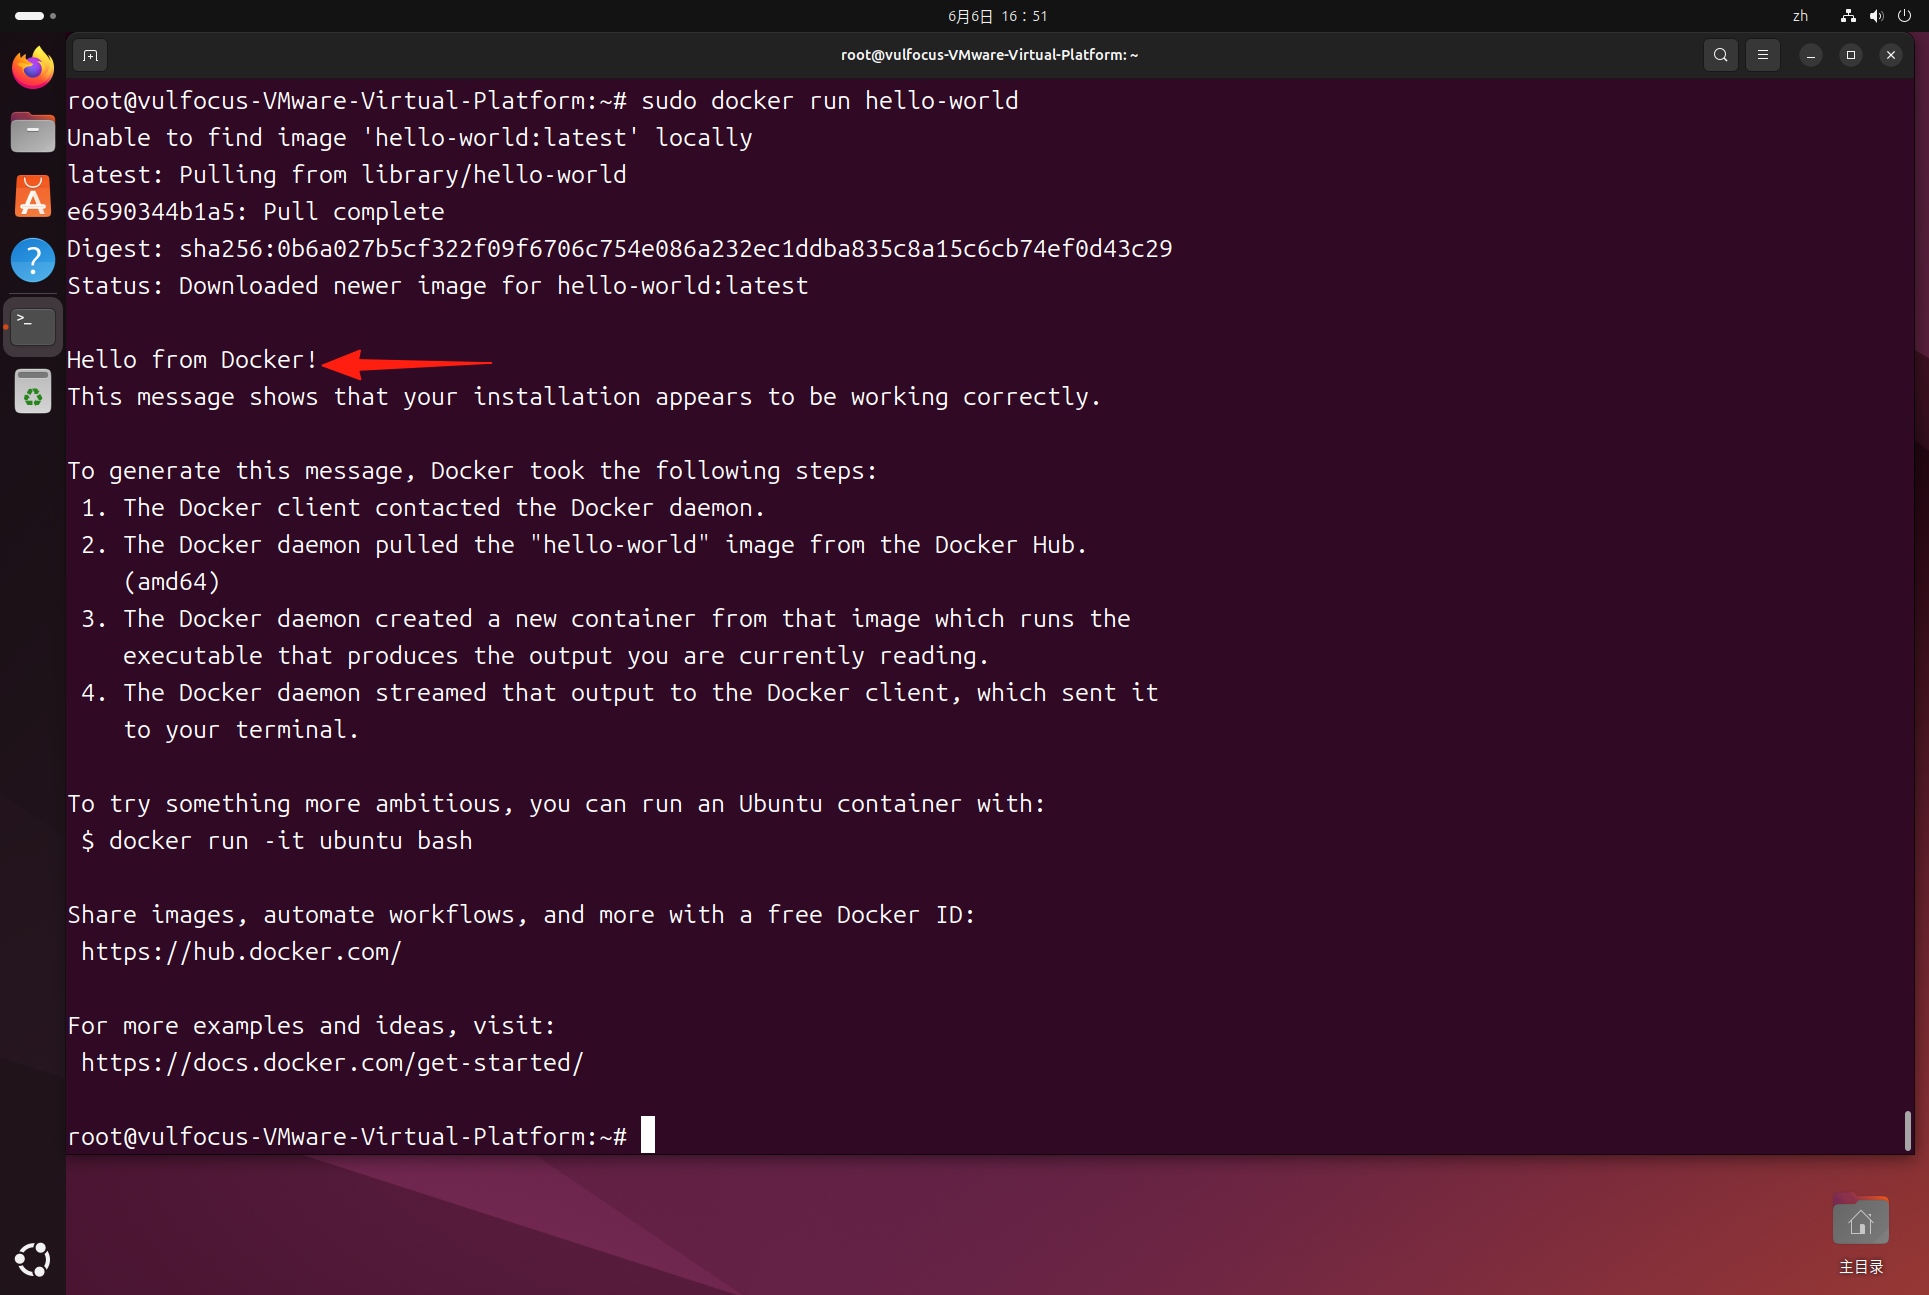 6月6日 16：51
zh
root@vulfocus-VMware-Virtual-Platform: ~
root@vulfocus-VMware-Virtual-Platform:~# sudo docker run hello-world
Unable to find image 'hello-world:latest' locally
latest: Pulling from library/hello-world
e6590344b1a5: Pull complete
Digest: sha256:0b6a027b5cf322f09f6706c754e086a232ec1ddba835c8a15c6cb74ef0d43c29
Status: Downloaded newer image for hello-world:latest
Hello from Docker!
This message shows that your installation appears to be working correctly.
To generate this message, Docker took the following steps:
1. The Docker client contacted the Docker daemon.
2. The Docker daemon pulled the "hello-world" image from the Docker Hub.
(amd64)
3. The Docker daemon created a new container from that image which runs the
executable that produces the output you are currently reading.
4. The Docker daemon streamed that output to the Docker client, which sent it
to your terminal.
To try something more ambitious, you can run an Ubuntu container with:
$ docker run -it ubuntu bash
Share images, automate workflows, and more with a free Docker ID:
https://hub.docker.com/
For more examples and ideas, visit:
https://docs.docker.com/get-started/
root@vulfocus-VMware-Virtual-Platform:~#
主目录